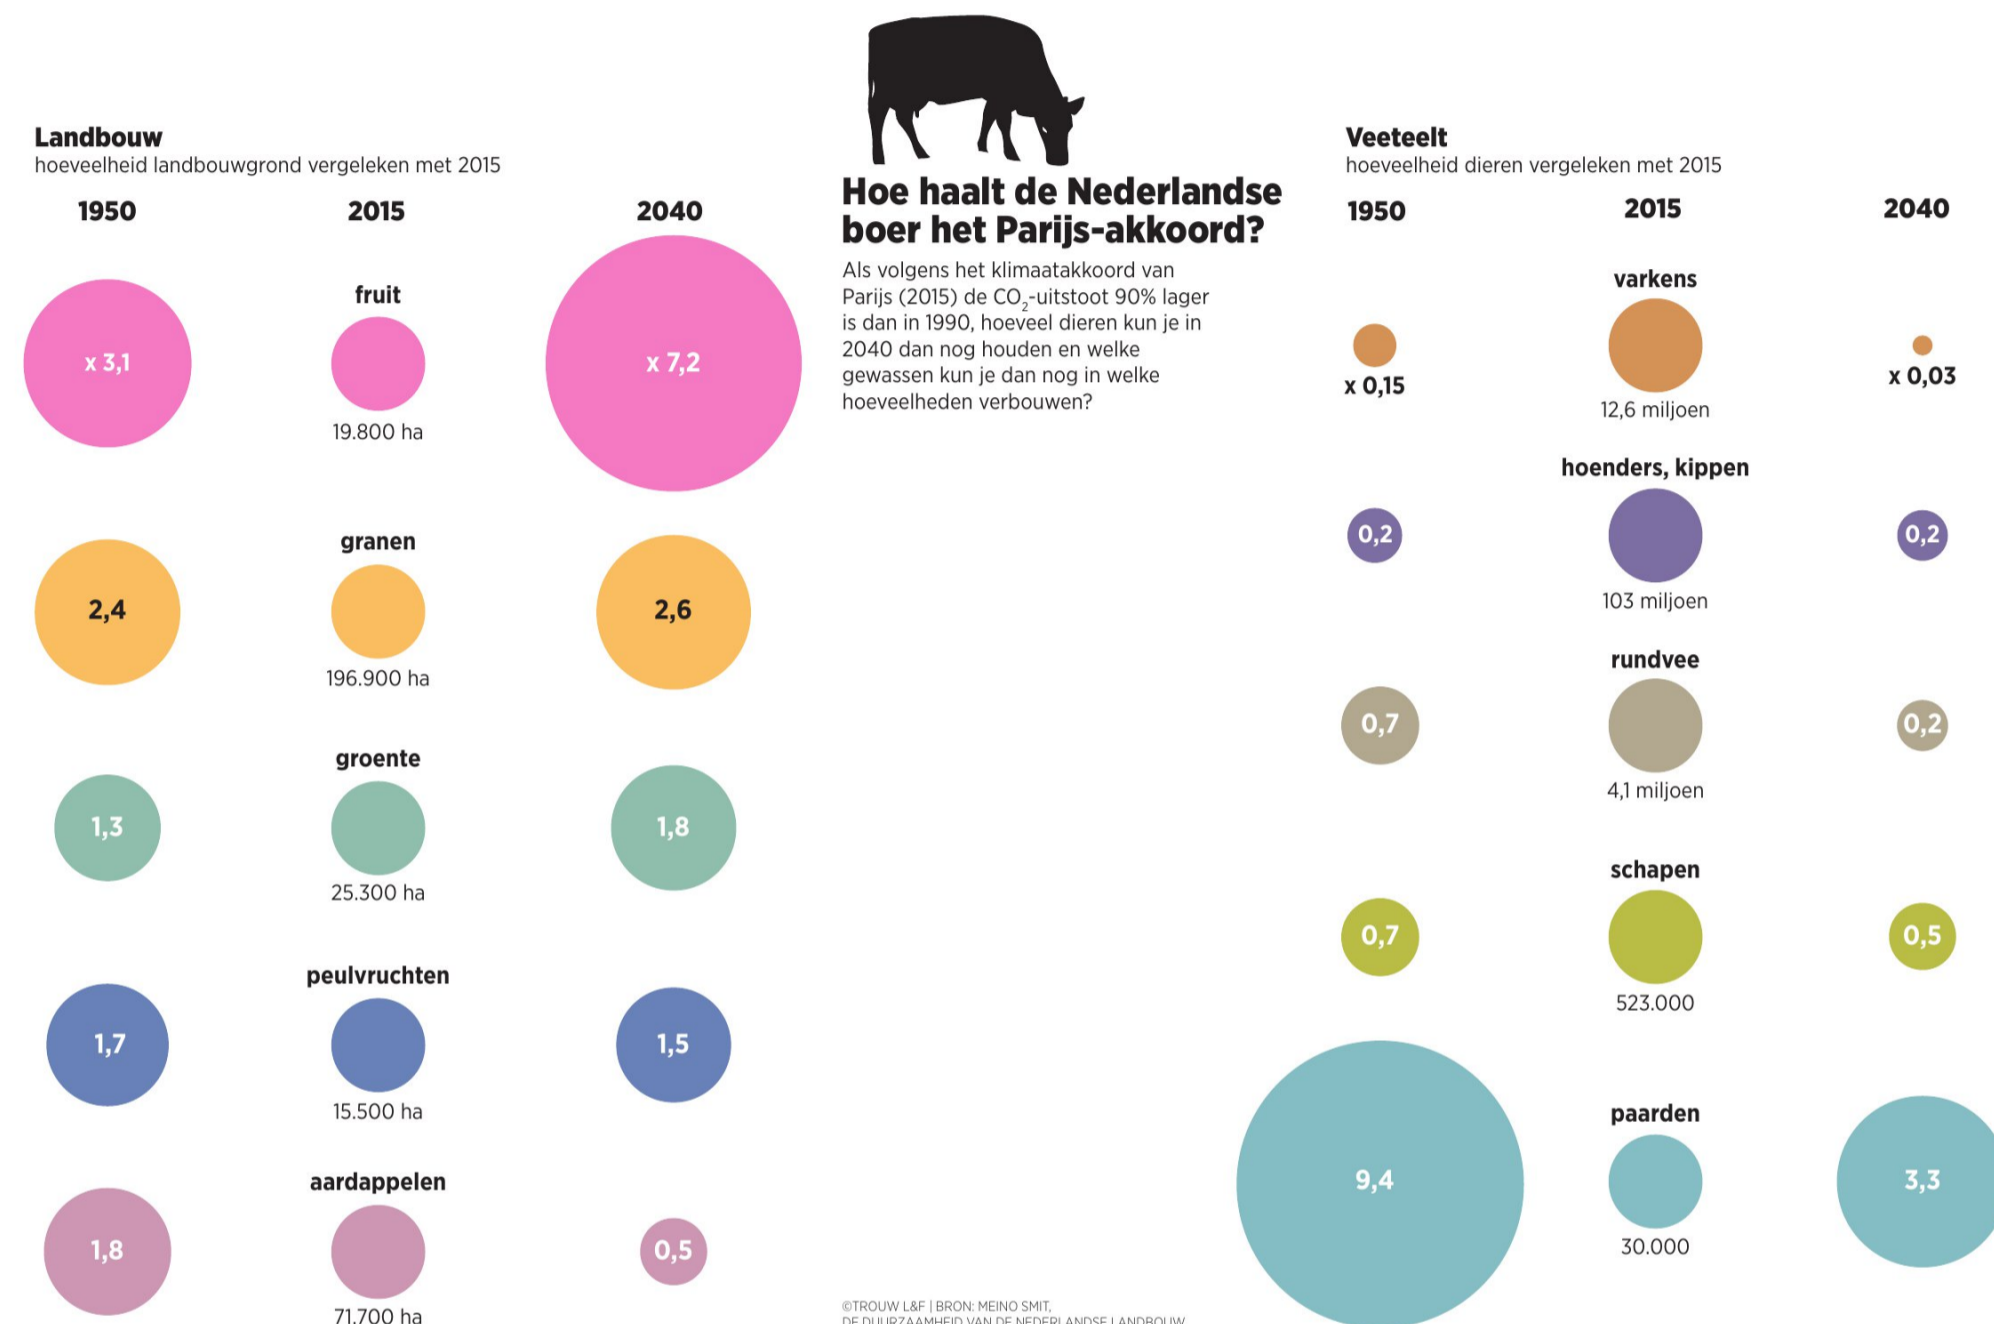 Landbouw
hoeveelheid landbouwgrond vergeleken met 2015
1950 2015 2040
fruit
x 3,1
x 7,2
19.800 ha
granen
2,4
2,6
196.900 ha
groente
1,3
1,8
25.300 ha
peulvruchten
1,7
1,5
15.500 ha
aardappelen
1,8
0,5
71.700 ha
Hoe haalt de Nederlandse
boer het Parijs-akkoord?
Als volgens het klimaatakkoord van
Parijs (2015) de CO₂-uitstoot 90% lager
is dan in 1990, hoeveel dieren kun je in
2040 dan nog houden en welke
gewassen kun je dan nog in welke
hoeveelheden verbouwen?
©TROUW L&F | BRON: MEINO SMIT,
DE DUURZAAMHEID VAN DE NEDERLANDSE LANDBOUW
Veeteelt
hoeveelheid dieren vergeleken met 2015
1950 2015 2040
varkens
x 0,15
x 0,03
12,6 miljoen
hoenders, kippen
0,2
0,2
103 miljoen
rundvee
0,7
0,2
4,1 miljoen
schapen
0,7
0,5
523.000
paarden
9,4
3,3
30.000